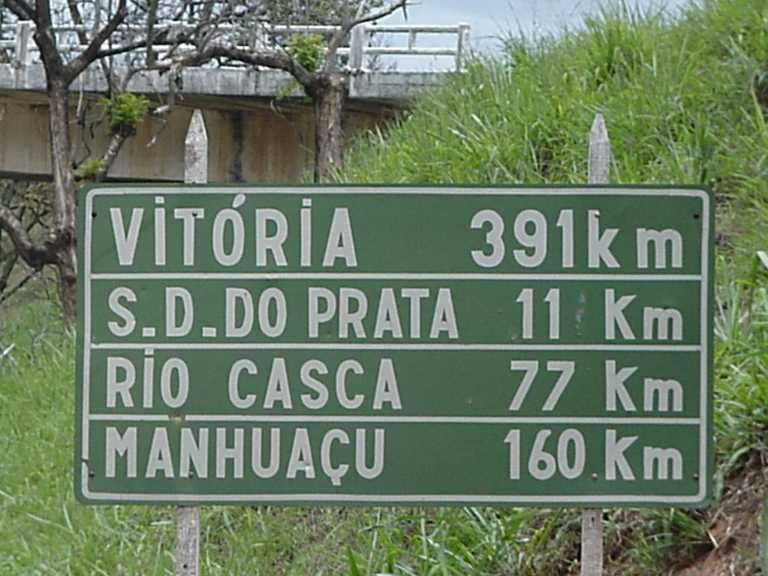 VITÓRIA 391km
S.D.DO PRATA 11 Km
RIO CASCA 77 Km
MANHUAÇU 160 Km